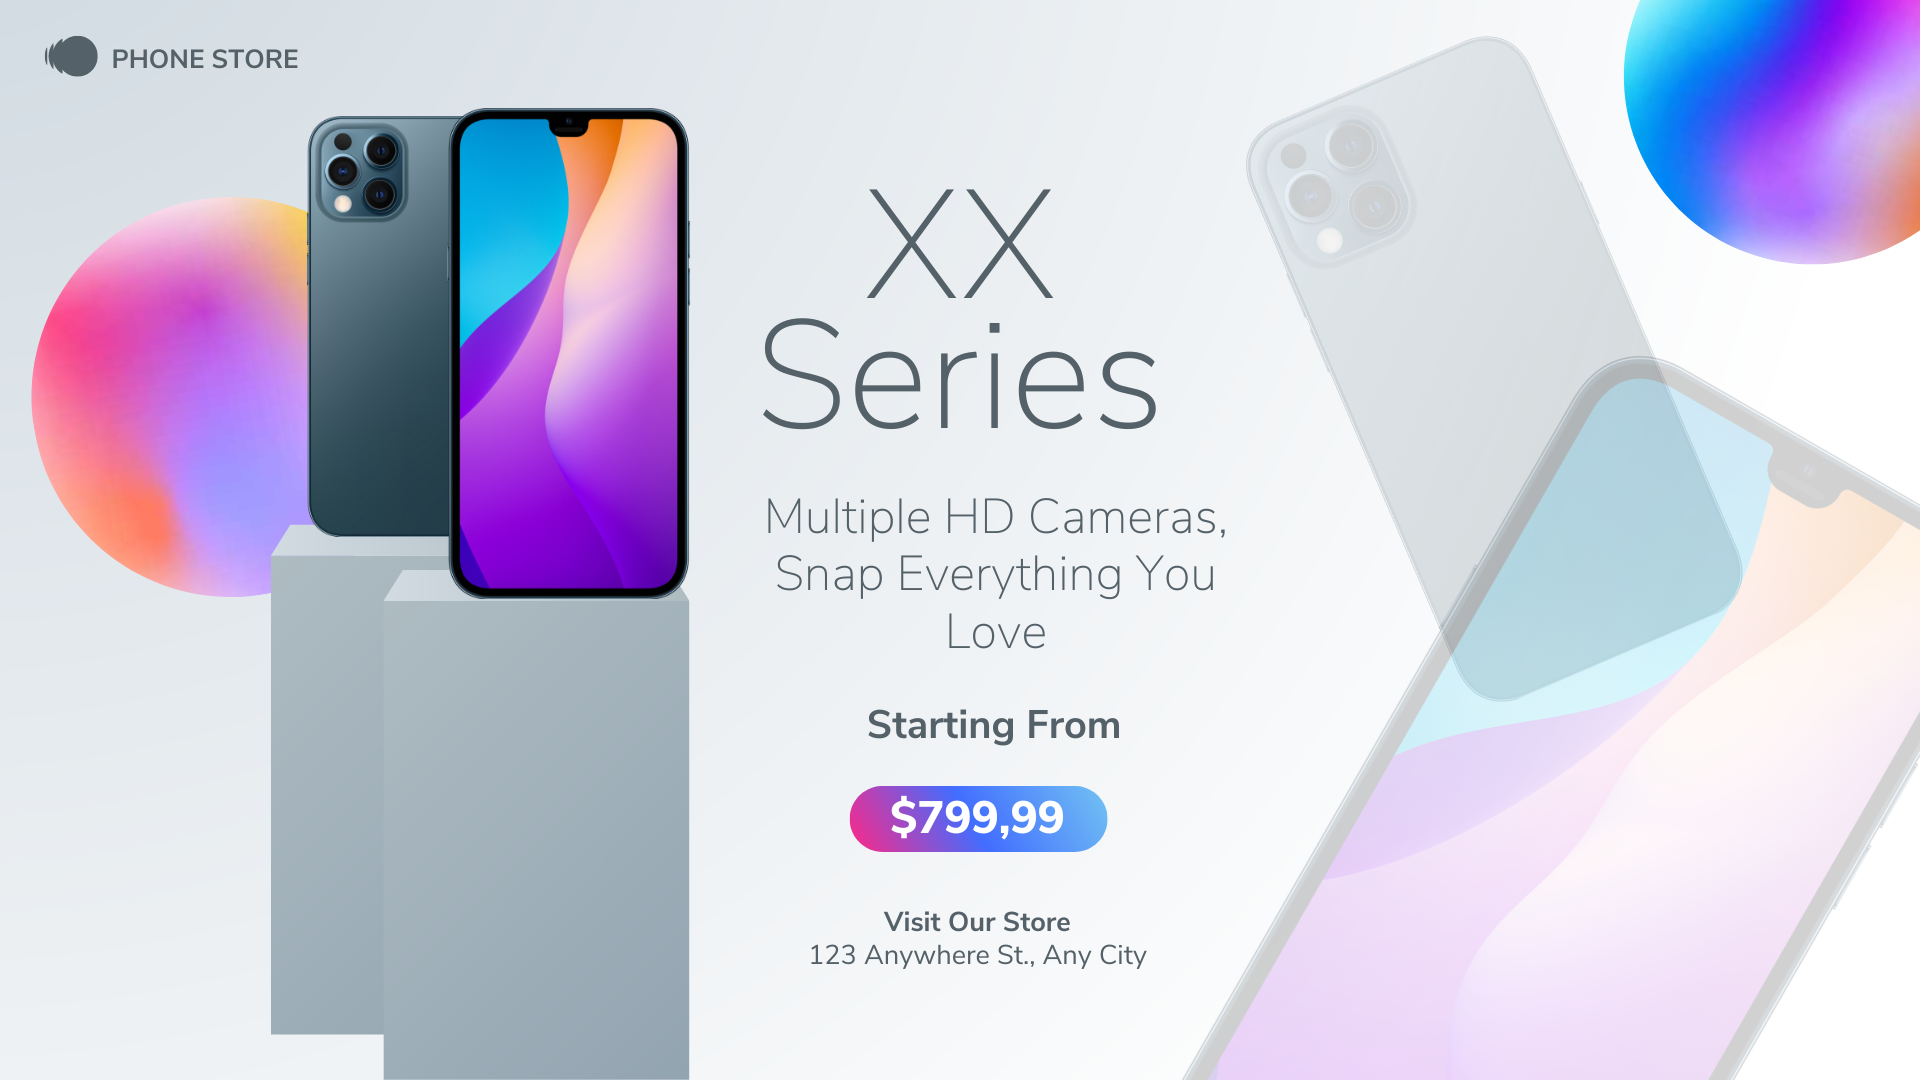 PHONE STORE
XX
Series
Multiple HD Cameras,
Snap Everything You
Love
Starting From
$799,99
Visit Our Store
123 Anywhere St., Any City